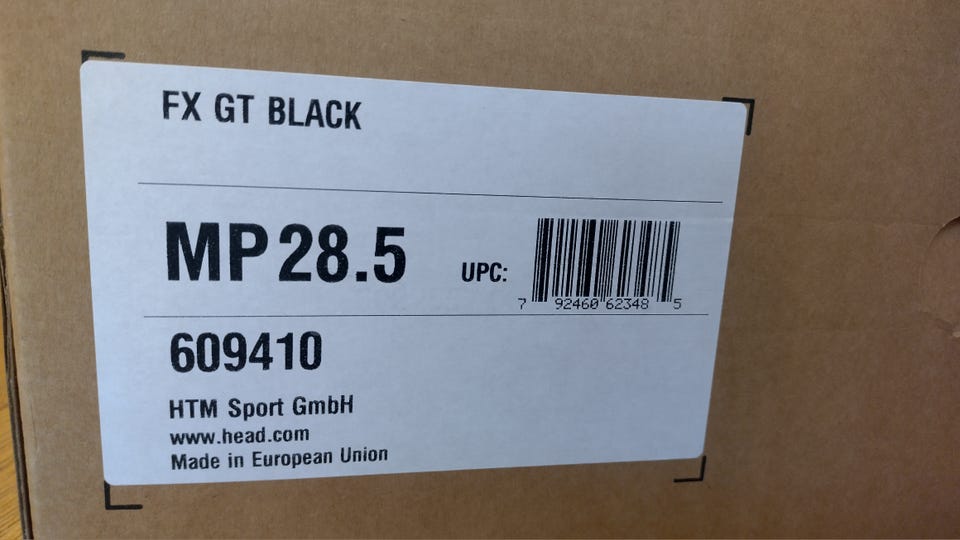 FX GT BLACK
MP 28.5
UPC:
7 92460 62348 5
609410
HTM Sport GmbH
www.head.com
Made in European Union